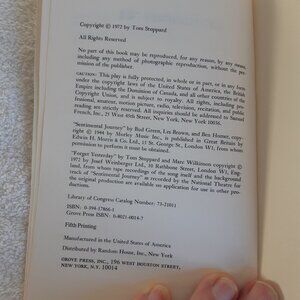 Copyright © 1972 by Tom Stoppard
All Rights Reserved
No part of this book may be reproduced, for any reason, by any means,
including any method of photographic reproduction, without the per-
mission of the publisher.
CAUTION: This play is fully protected, in whole or in part, or in any form
under the copyright laws of the United States of America, the British
Empire including the Dominion of Canada, and all other countries of the
Copyright Union, and is subject to royalty. All rights, including pro-
fessional, amateur, motion picture, radio, television, recitation, and public
reading are strictly reserved. All inquiries should be addressed to Samuel
French, Inc., 25 West 45th Street, New York, New York 10036.
"Sentimental Journey" by Bud Green, Les Brown, and Ben Homer, copy-
right © 1944 by Morley Music Inc., is published in Great Britain by
Edwin H. Morris & Co. Ltd., 15 St. George St., London W1, from whom
permission to perform it must be obtained.
"Forget Yesterday" by Tom Stoppard and Marc Wilkinson copyright ©
1972 by Josef Weinberger Ltd., 10 Rathbone Street, London W1, Eng-
land, from whom tape recordings of the song itself and the background
track of "Sentimental Journey" as recorded by the National Theatre for
the original production are available on application for use in other pro-
ductions.
Library of Congress Catalog Number: 73-21011
ISBN: 0-394-17866-1
Grove Press ISBN: 0-8021-0014-7
Fifth Printing
Manufactured in the United States of America
Distributed by Random House, Inc., New York
GROVE PRESS, INC., 196 WEST HOUSTON STREET,
NEW YORK, N.Y. 10014